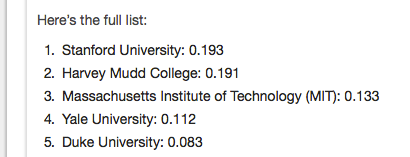 Here's the full list:
1. Stanford University: 0.193
2. Harvey Mudd College: 0.191
3. Massachusetts Institute of Technology (MIT): 0.133
4. Yale University: 0.112
5. Duke University: 0.083